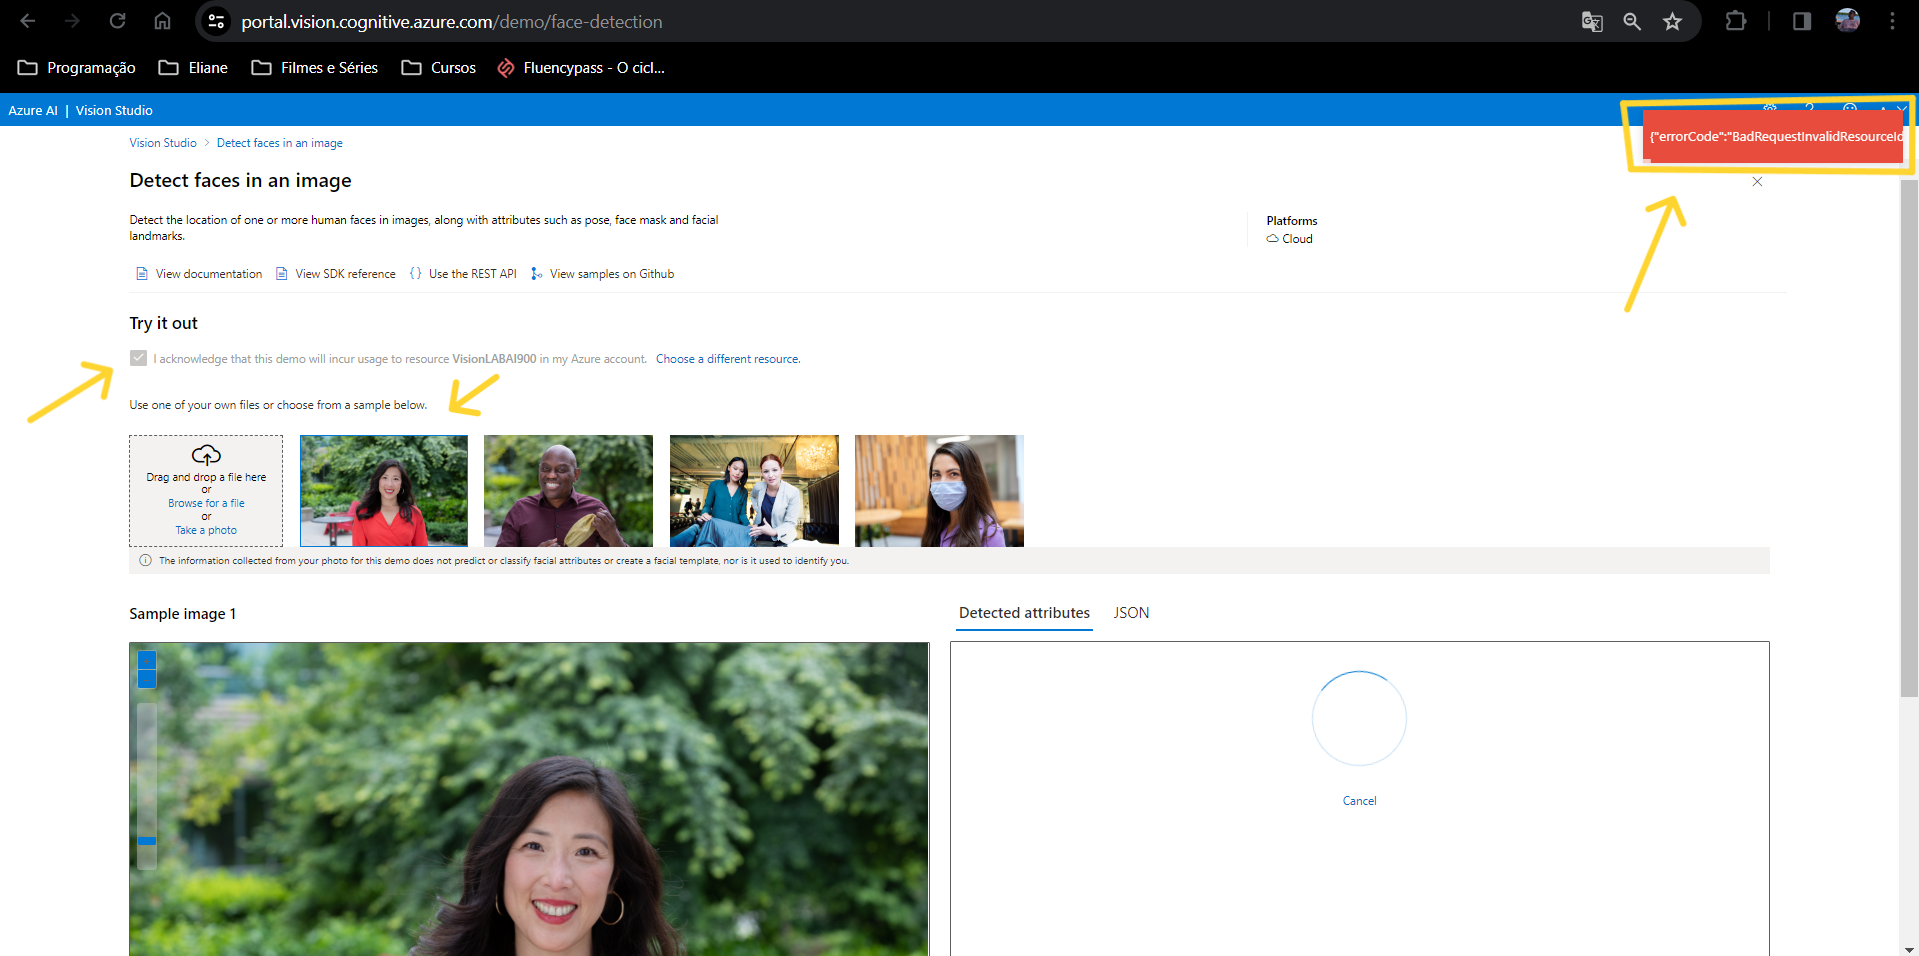 portal.vision.cognitive.azure.com/demo/face-detection
Programação Eliane Filmes e Séries Cursos Fluencypass - O cicl...
Azure AI | Vision Studio
{"errorCode":"BadRequestInvalidResourceId
Vision Studio > Detect faces in an image
Detect faces in an image
Detect the location of one or more human faces in images, along with attributes such as pose, face mask and facial
landmarks.
Platforms
Cloud
View documentation View SDK reference {} Use the REST API View samples on Github
Try it out
I acknowledge that this demo will incur usage to resource VisionLABAI900 in my Azure account. Choose a different resource.
Use one of your own files or choose from a sample below.
Drag and drop a file here
or
Browse for a file
or
Take a photo
The information collected from your photo for this demo does not predict or classify facial attributes or create a facial template, nor is it used to identify you.
Sample image 1
Detected attributes JSON
Cancel